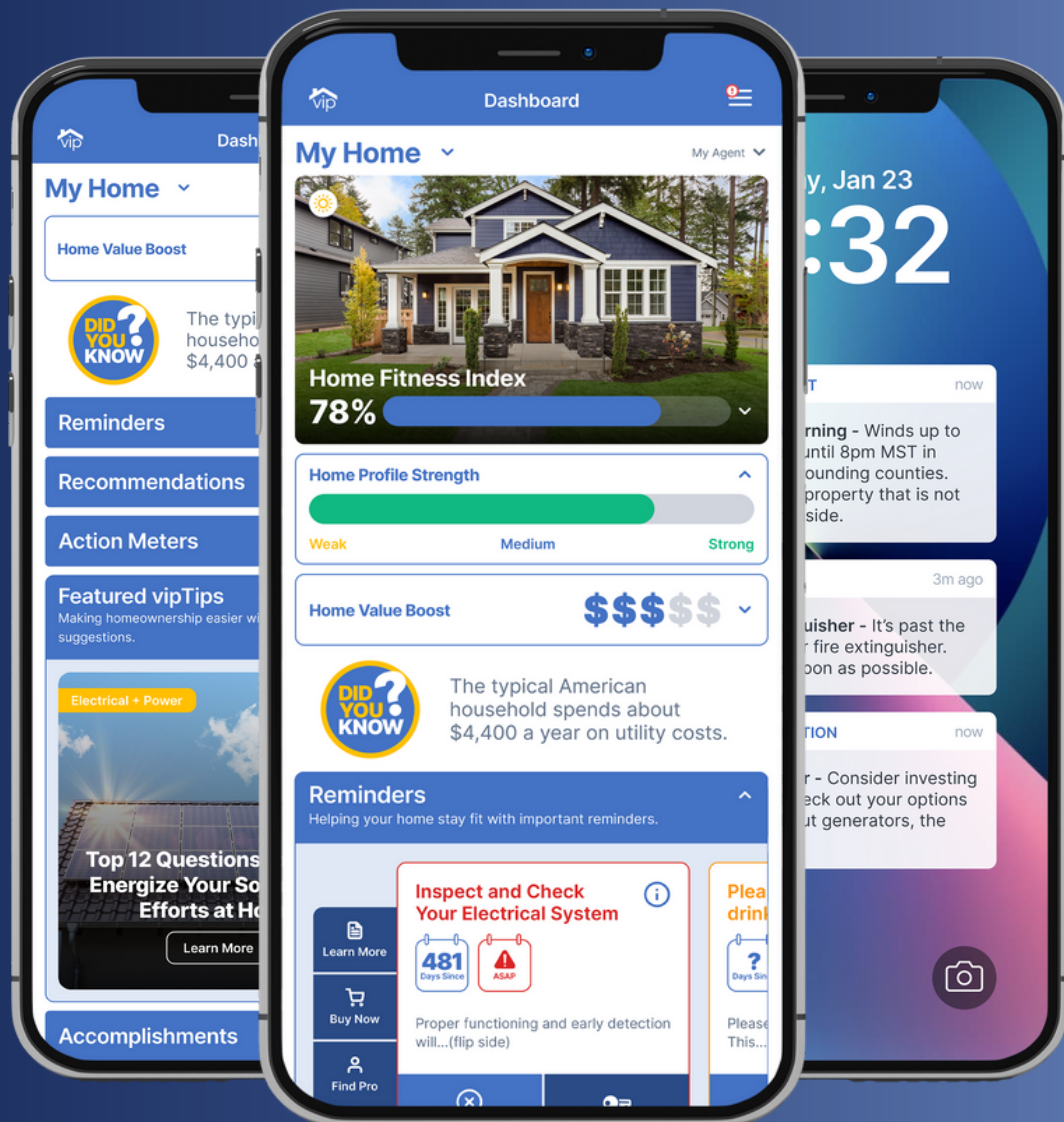 vip
Dash
My Home
Home Value Boost
DID
YOU
KNOW
?
The typi
househo
$4,400
Reminders
Recommendations
Action Meters
Featured vipTips
Making homeownership easier wi
suggestions.
Electrical + Power
Top 12 Questions
Energize Your So
Efforts at Ho
Learn More
Accomplishments
vip
Dashboard
My Home
My Agent
Home Fitness Index
78%
Home Profile Strength
Weak Medium Strong
Home Value Boost
$$$$$
DID
YOU
KNOW
?
The typical American
household spends about
$4,400 a year on utility costs.
Reminders
Helping your home stay fit with important reminders.
Learn More
Buy Now
Find Pro
Inspect and Check
Your Electrical System
481
Days Since
ASAP
Proper functioning and early detection
will...(flip side)
Plea
drink
?
Days Sin
Please
This...
y, Jan 23
:32
T now
rning - Winds up to
until 8pm MST in
ounding counties.
property that is not
side.
3m ago
uisher - It's past the
r fire extinguisher.
oon as possible.
TION now
r - Consider investing
eck out your options
ut generators, the